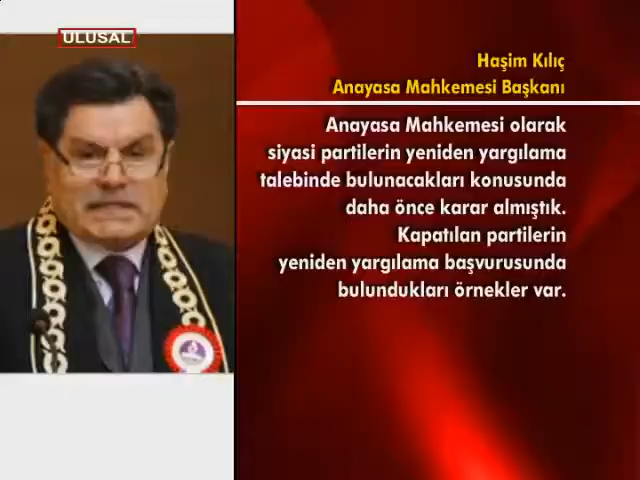 ULUSAL
Haşim Kılıç
Anayasa Mahkemesi Başkanı
Anayasa Mahkemesi olarak
siyasi partilerin yeniden yargılama
talebinde bulunacakları konusunda
daha önce karar almıştık.
Kapatılan partilerin
yeniden yargılama başvurusunda
bulundukları örnekler var.